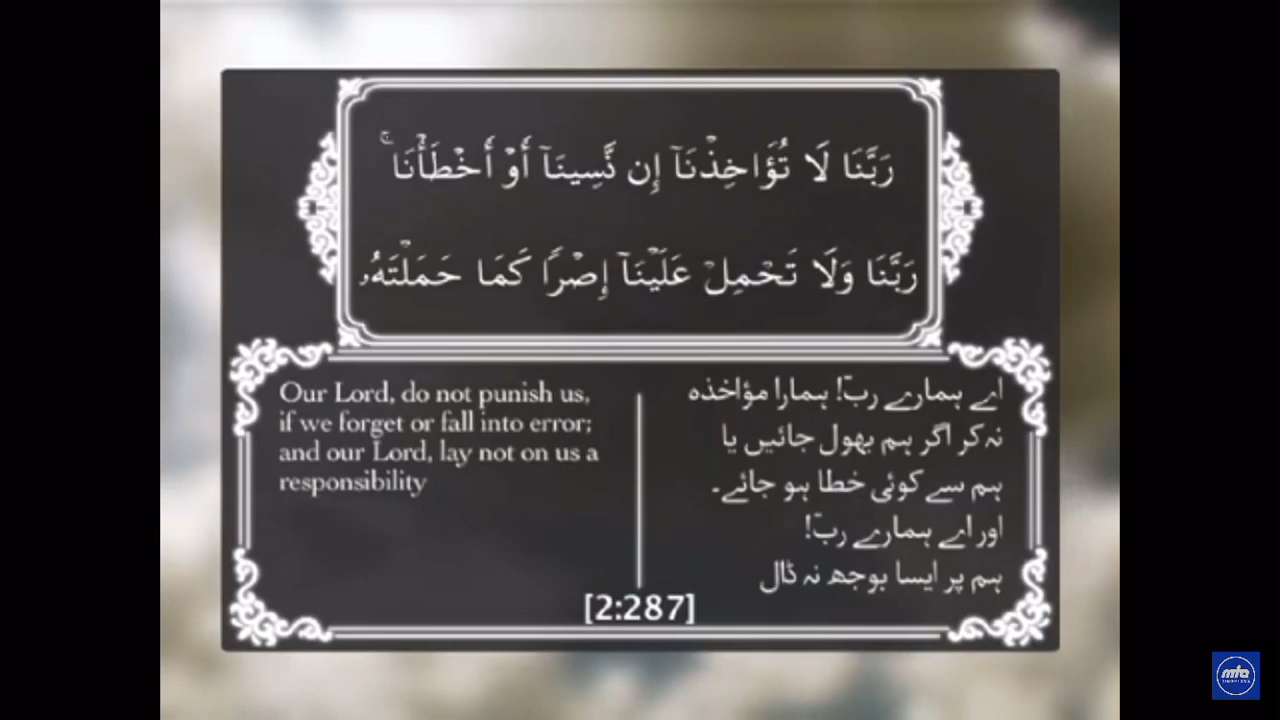 رَبَّنَا لَا تُؤَاخِذْنَآ إِن نَّسِينَآ أَوْ أَخْطَأْنَا ۚ
رَبَّنَا وَلَا تَحْمِلْ عَلَيْنَآ إِصْرًا كَمَا حَمَلْتَهُۥ
Our Lord, do not punish us,
if we forget or fall into error;
and our Lord, lay not on us a
responsibility
اے ہمارے ربّ! ہمارا مؤاخذہ
نہ کر اگر ہم بھول جائیں یا
ہم سے کوئی خطا ہو جائے۔
اور اے ہمارے ربّ!
ہم پر ایسا بوجھ نہ ڈال
[2:287]
mta